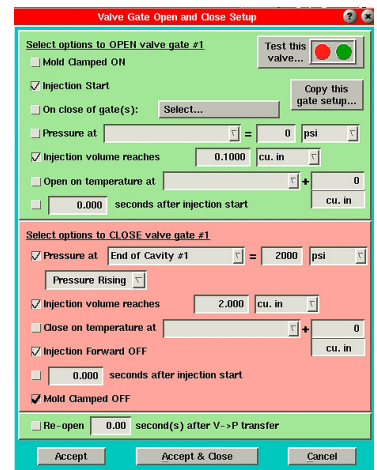 Valve Gate Open and Close Setup
Select options to OPEN valve gate #1
Test this valve...
Mold Clamped ON
Injection Start
Copy this gate setup...
On close of gate(s): Select...
Pressure at = 0 psi
Injection volume reaches 0.1000 cu. in
Open on temperature at + 0
cu. in
0.000 seconds after injection start
Select options to CLOSE valve gate #1
Pressure at End of Cavity #1 = 2000 psi
Pressure Rising
Injection volume reaches 2.000 cu. in
Close on temperature at + 0
cu. in
Injection Forward OFF
0.000 seconds after injection start
Mold Clamped OFF
Re-open 0.00 second(s) after V->P transfer
Accept Accept & Close Cancel